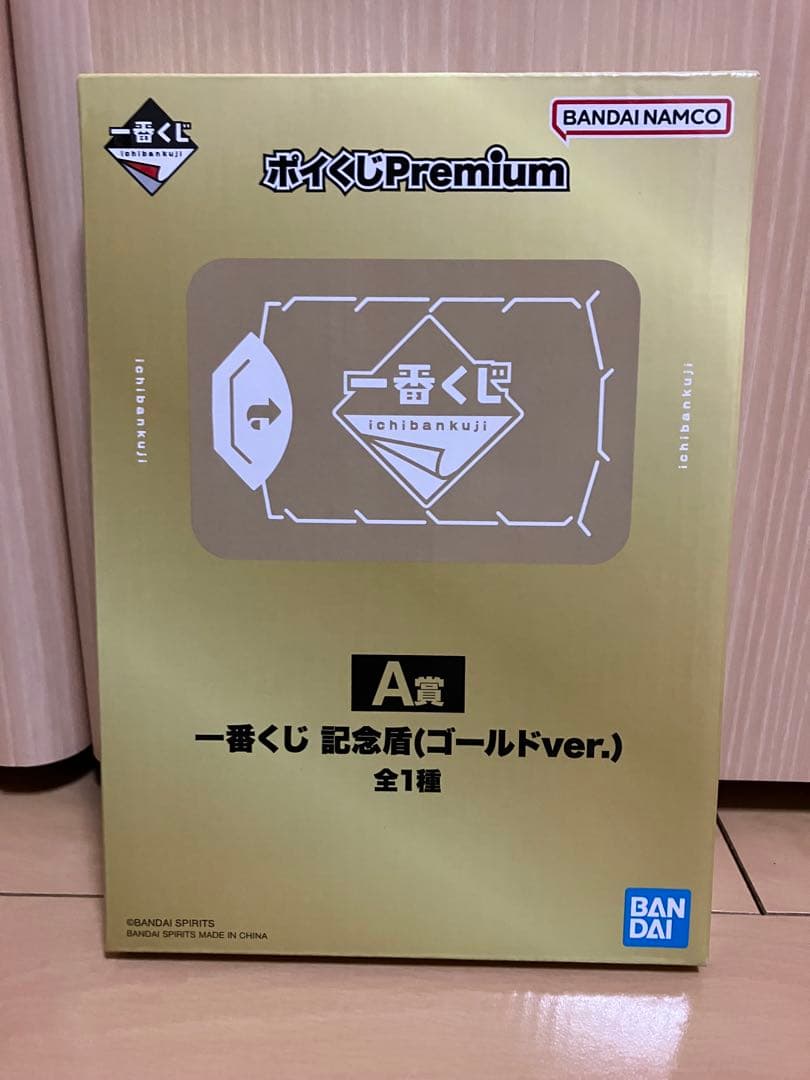 一番くじ
ichibankuji
BANDAI NAMCO
ポイくじPremium
ichibankuji
一番くじ
ichibankuji
ichibankuji
A賞
一番くじ 記念盾(ゴールドver.)
全1種
©BANDAI SPIRITS
BANDAI SPIRITS MADE IN CHINA
BAN
DAI